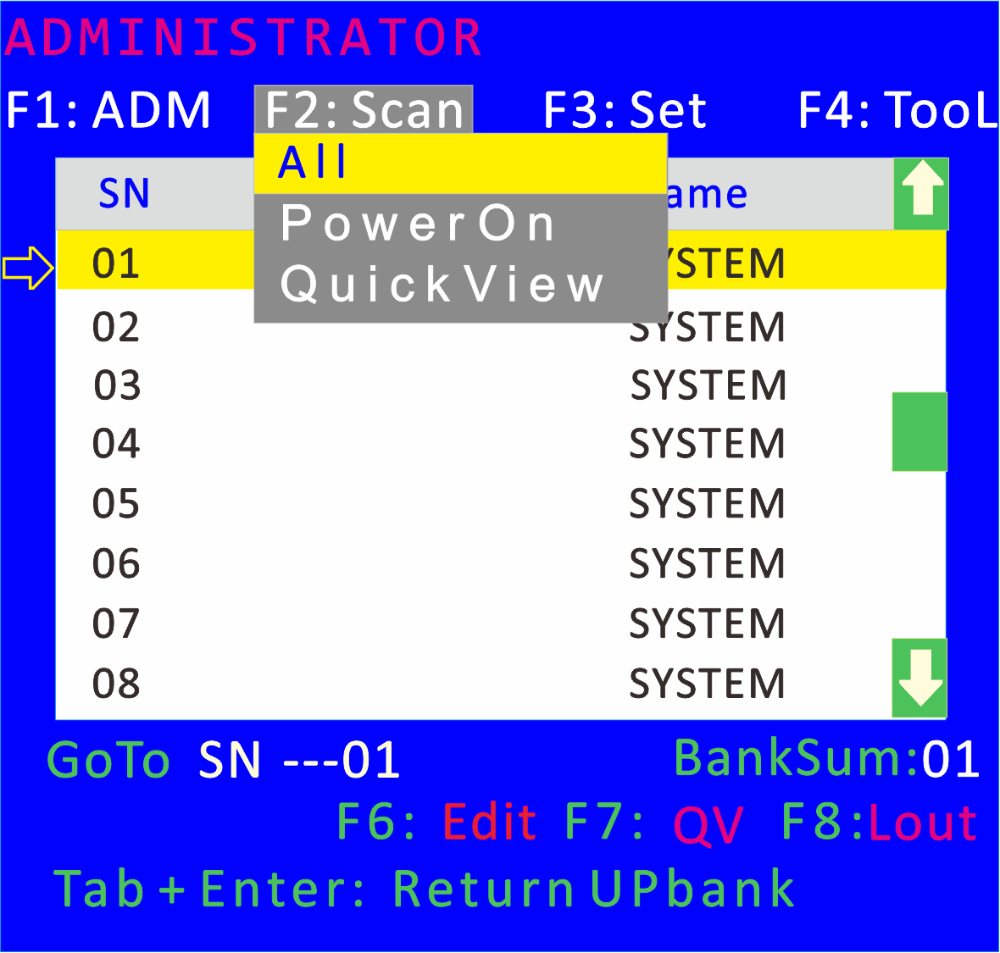 ADMINISTRATOR
F1: ADM F2: Scan F3: Set F4: TooL
All
SN ame
PowerOn
01 YSTEM
QuickView
02 SYSTEM
03 SYSTEM
04 SYSTEM
05 SYSTEM
06 SYSTEM
07 SYSTEM
08 SYSTEM
GoTo SN ---01 BankSum:01
F6: Edit F7: QV F8:Lout
Tab+Enter: Return UPbank